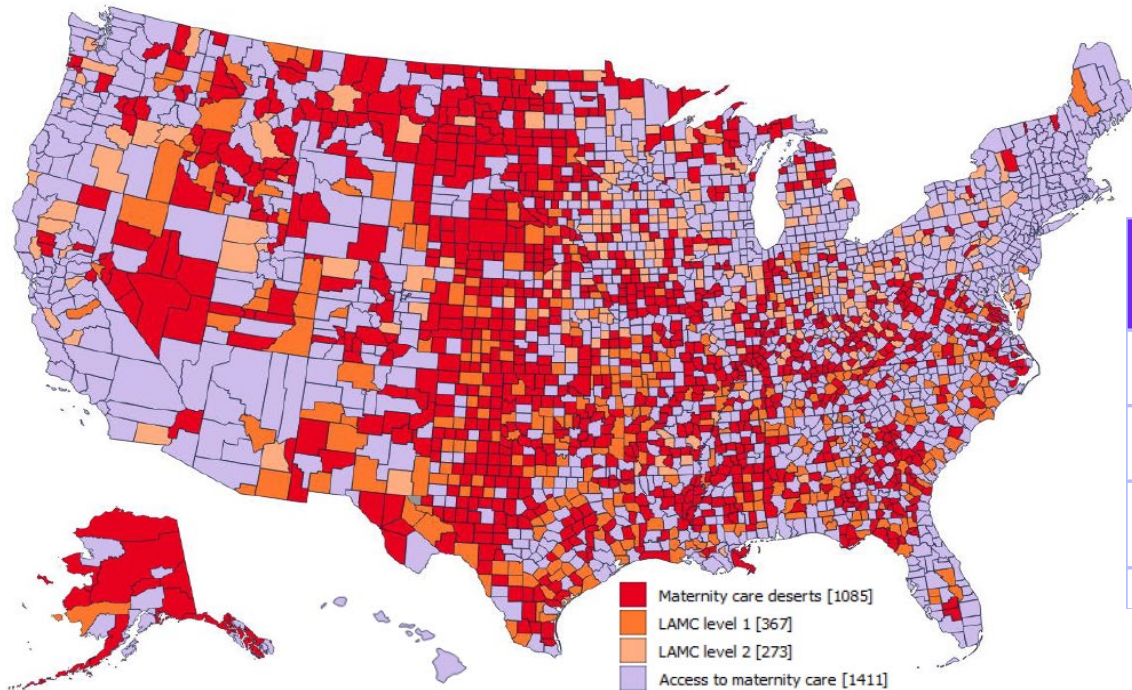 Maternity care deserts [1085]
LAMC level 1 [367]
LAMC level 2 [273]
Access to maternity care [1411]